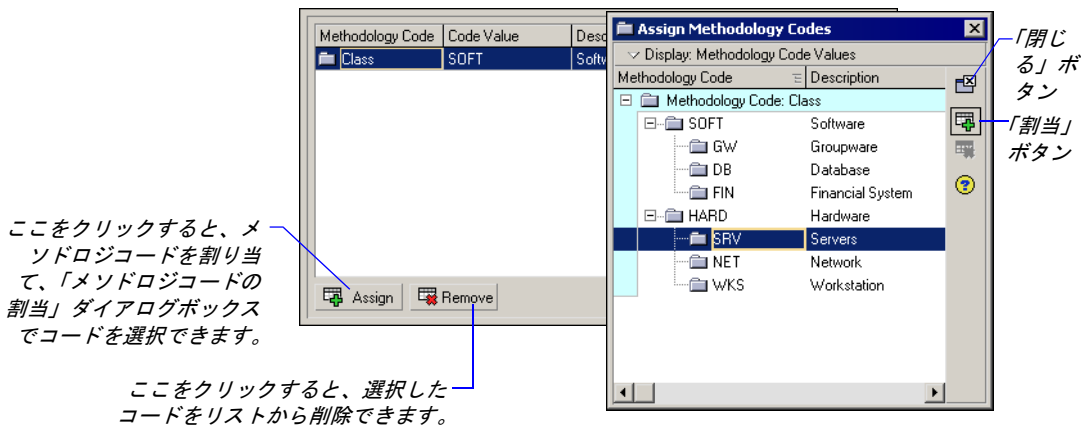 Methodology Code Code Value Desc
Class SOFT Softw
Assign Remove
Assign Methodology Codes
Display: Methodology Code Values
Methodology Code Description
Methodology Code: Class
SOFT Software
GW Groupware
DB Database
FIN Financial System
HARD Hardware
SRV Servers
NET Network
WKS Workstation
「閉じ
る」ボ
タン
「割当」
ボタン
ここをクリックすると、メ
ソドロジコードを割り当
て、「メソドロジコードの
割当」ダイアログボックス
でコードを選択できます。
ここをクリックすると、選択した
コードをリストから削除できます。